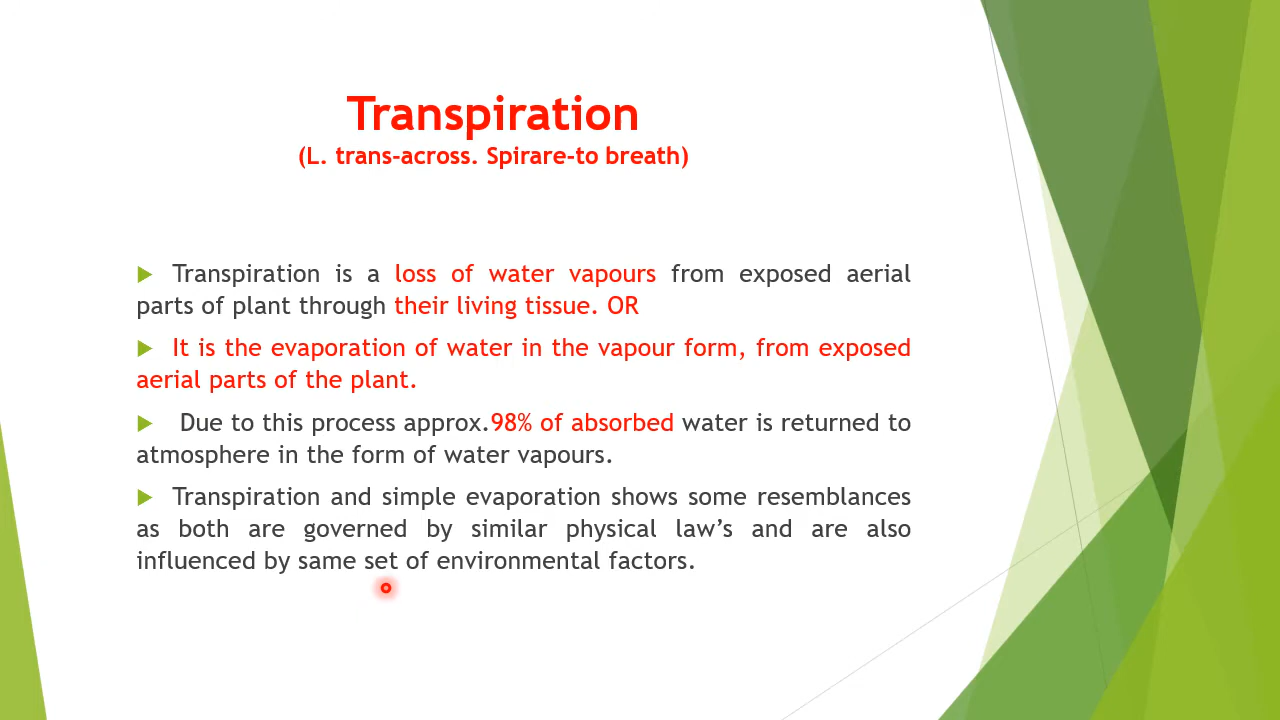 Transpiration
(L. trans-across. Spirare-to breath)
Transpiration is a loss of water vapours from exposed aerial
parts of plant through their living tissue. OR
It is the evaporation of water in the vapour form, from exposed
aerial parts of the plant.
Due to this process approx.98% of absorbed water is returned to
atmosphere in the form of water vapours.
Transpiration and simple evaporation shows some resemblances
as both are governed by similar physical law’s and are also
influenced by same set of environmental factors.